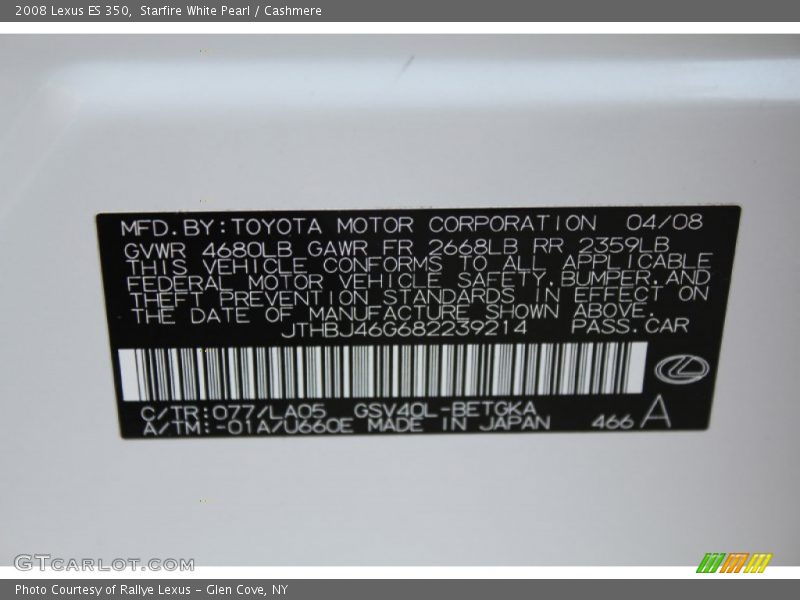 2008 Lexus ES 350,  Starfire White Pearl / Cashmere
MFD. BY: TOYOTA MOTOR CORPORATION 04/08
GVWR 4680LB GAWR FR 2668LB RR 2359LB
THIS VEHICLE CONFORMS TO ALL APPLICABLE
FEDERAL MOTOR VEHICLE SAFETY, BUMPER, AND
THEFT PREVENTION STANDARDS IN EFFECT ON
THE DATE OF MANUFACTURE SHOWN ABOVE.
JTHBJ46G682239214 PASS. CAR
C/TR: 077/LA05 GSV40L-BETGKA
A/TM: -01A/U660E MADE IN JAPAN 466 A
GTCARLOT.COM
Photo Courtesy of Rallye Lexus - Glen Cove, NY